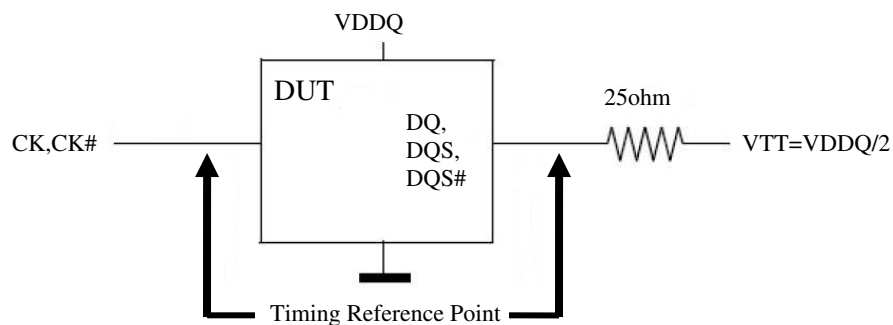 VDDQ
DUT
25ohm
DQ,
CK,CK#
DQS,
VTT=VDDQ/2
DQS#
Timing Reference Point